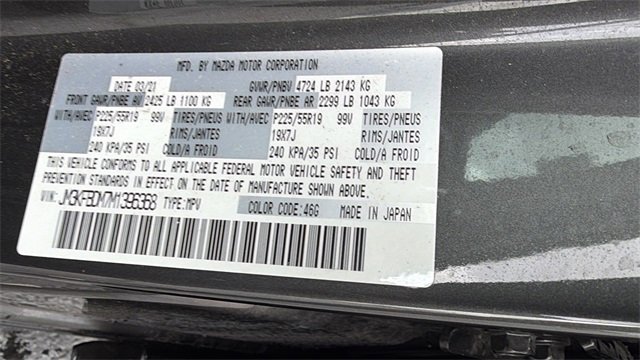 MFD. BY MAZDA MOTOR CORPORATION
DATE 03/21 GVWR/PNBV 4724 LB 2143 KG
FRONT GAWR/PNBE AV 2425 LB 1100 KG REAR GAWR/PNBE AR 2299 LB 1043 KG
WITH/AVEC P225/55R19 99V TIRES/PNEUS WITH/AVEC P225/55R19 99V TIRES/PNEUS
19X7J RIMS/JANTES 19X7J RIMS/JANTES
240 KPA/35 PSI COLD/A FROID 240 KPA/35 PSI COLD/A FROID
THIS VEHICLE CONFORMS TO ALL APPLICABLE FEDERAL MOTOR VEHICLE SAFETY AND THEFT
PREVENTION STANDARDS IN EFFECT ON THE DATE OF MANUFACTURE SHOWN ABOVE.
VIN: JM3KFBDM7M1396368 TYPE: MPV COLOR CODE: 46G MADE IN JAPAN